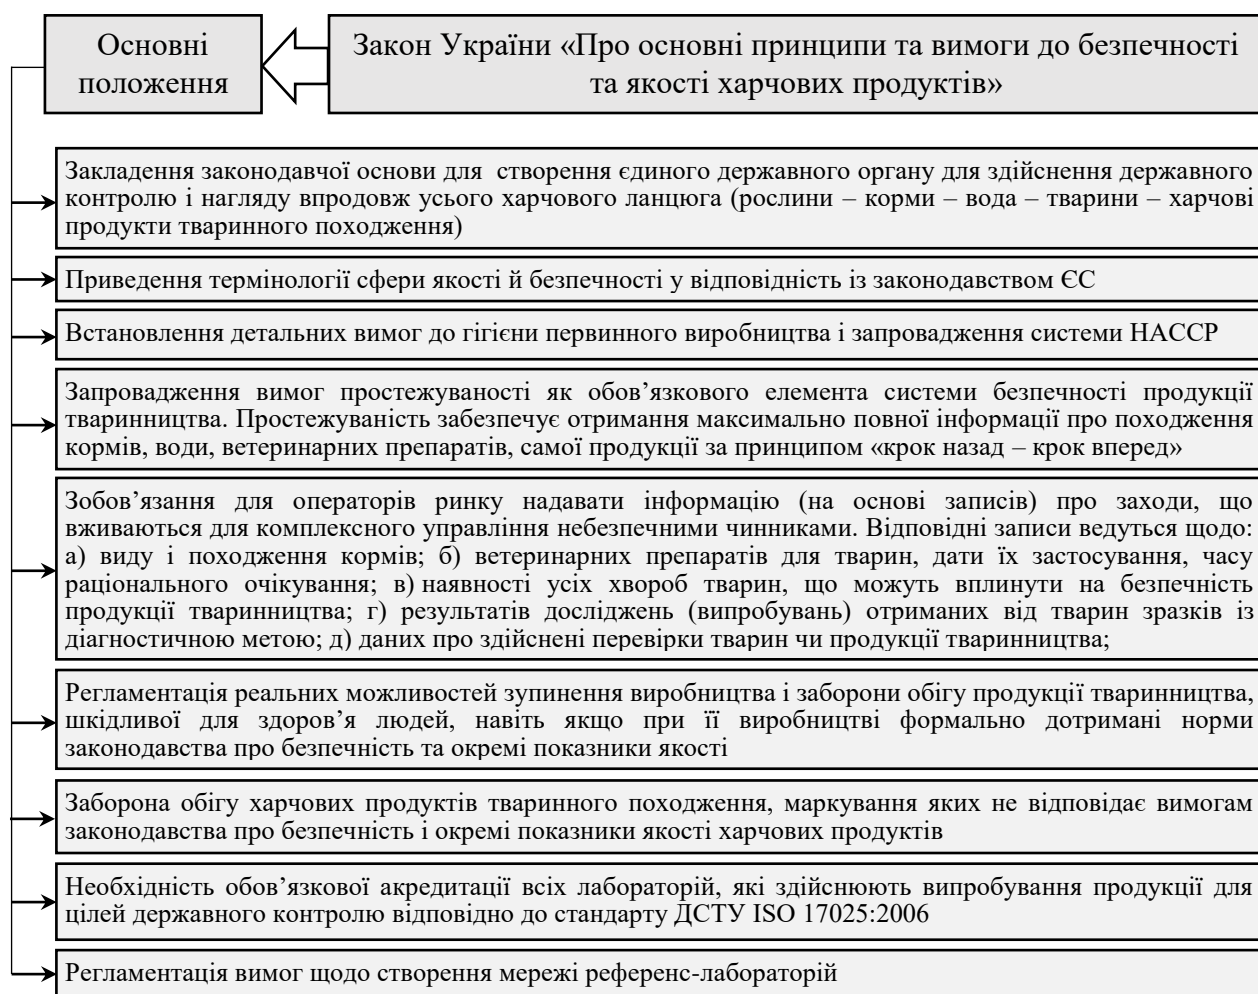 Основні
положення
Закон України «Про основні принципи та вимоги до безпечності
та якості харчових продуктів»
Закладення законодавчої основи для створення єдиного державного органу для здійснення державного
контролю і нагляду впродовж усього харчового ланцюга (рослини – корми – вода – тварини – харчові
продукти тваринного походження)
Приведення термінології сфери якості й безпечності у відповідність із законодавством ЄС
Встановлення детальних вимог до гігієни первинного виробництва і запровадження системи НАССР
Запровадження вимог простежуваності як обов’язкового елемента системи безпечності продукції
тваринництва. Простежуваність забезпечує отримання максимально повної інформації про походження
кормів, води, ветеринарних препаратів, самої продукції за принципом «крок назад – крок вперед»
Зобов’язання для операторів ринку надавати інформацію (на основі записів) про заходи, що
вживаються для комплексного управління небезпечними чинниками. Відповідні записи ведуться щодо:
а) виду і походження кормів; б) ветеринарних препаратів для тварин, дати їх застосування, часу
раціонального очікування; в) наявності усіх хвороб тварин, що можуть вплинути на безпечність
продукції тваринництва; г) результатів досліджень (випробувань) отриманих від тварин зразків із
діагностичною метою; д) даних про здійснені перевірки тварин чи продукції тваринництва;
Регламентація реальних можливостей зупинення виробництва і заборони обігу продукції тваринництва,
шкідливої для здоров’я людей, навіть якщо при її виробництві формально дотримані норми
законодавства про безпечність та окремі показники якості
Заборона обігу харчових продуктів тваринного походження, маркування яких не відповідає вимогам
законодавства про безпечність і окремі показники якості харчових продуктів
Необхідність обов’язкової акредитації всіх лабораторій, які здійснюють випробування продукції для
цілей державного контролю відповідно до стандарту ДСТУ ISO 17025:2006
Регламентація вимог щодо створення мережі референс-лабораторій